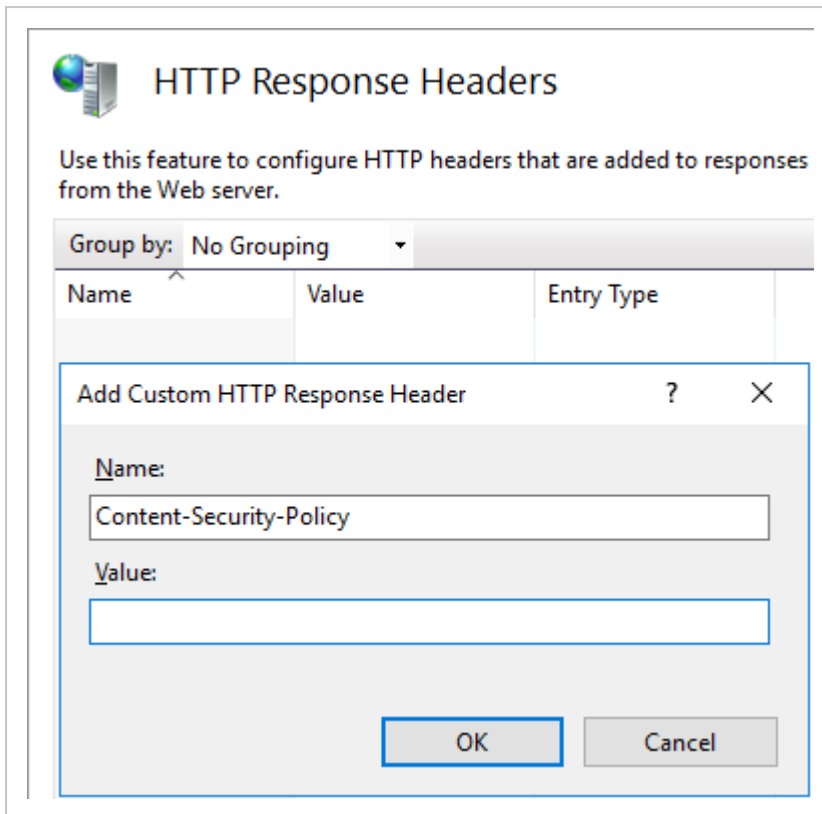 HTTP Response Headers
Use this feature to configure HTTP headers that are added to responses
from the Web server.
Group by: No Grouping
Name Value Entry Type
Add Custom HTTP Response Header ?
Name:
Content-Security-Policy
Value:
OK Cancel